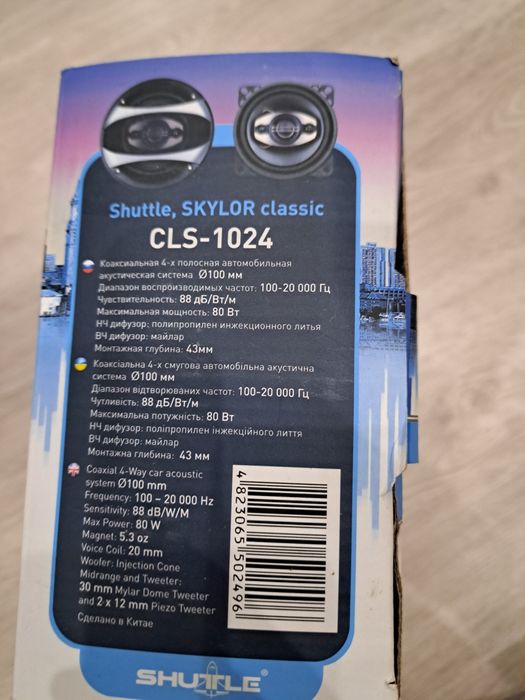 Shuttle, SKYLOR classic
CLS-1024
Коаксиальная 4-х полосная автомобильная
акустическая система Ø100 мм
Диапазон воспроизводимых частот: 100-20 000 Гц
Чувствительность: 88 дБ/Вт/м
Максимальная мощность: 80 Вт
НЧ дифузор: полипропилен инжекционного литья
ВЧ дифузор: майлар
Монтажная глубина: 43мм
Коаксіальна 4-х смугова автомобільна акустична
система Ø100 мм
Діапазон відтворюваних частот: 100-20 000 Гц
Чутливість: 88 дБ/Вт/м
Максимальна потужність: 80 Вт
НЧ дифузор: поліпропілен інжекційного лиття
ВЧ дифузор: майлар
Монтажна глибина: 43 мм
Coaxial 4-Way car acoustic
system Ø100 mm
Frequency: 100 – 20 000 Hz
Sensitivity: 88 dB/W/M
Max Power: 80 W
Magnet: 5.3 oz
Voice Coil: 20 mm
Woofer: Injection Cone
Midrange and Tweeter:
30 mm Mylar Dome Tweeter
and 2 x 12 mm Piezo Tweeter
Сделано в Китае
4823065502496
SHUTTLE®